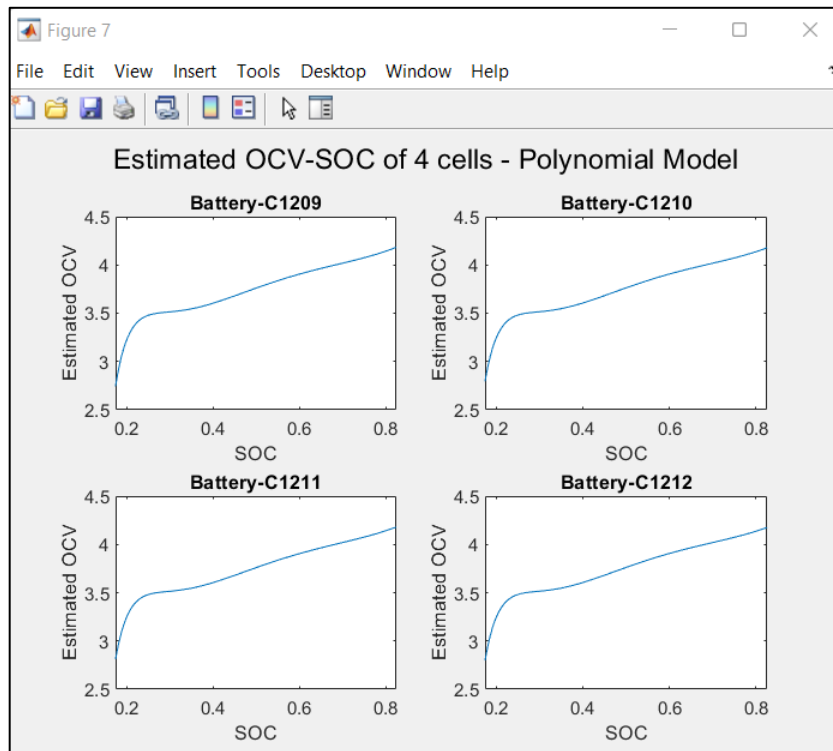 Figure 7
File Edit View Insert Tools Desktop Window Help
Estimated OCV-SOC of 4 cells - Polynomial Model
Battery-C1209
4.5
4
3.5
3
2.5
Estimated OCV
0.2 0.4 0.6 0.8
SOC
Battery-C1210
4.5
4
3.5
3
2.5
Estimated OCV
0.2 0.4 0.6 0.8
SOC
Battery-C1211
4.5
4
3.5
3
2.5
Estimated OCV
0.2 0.4 0.6 0.8
SOC
Battery-C1212
4.5
4
3.5
3
2.5
Estimated OCV
0.2 0.4 0.6 0.8
SOC